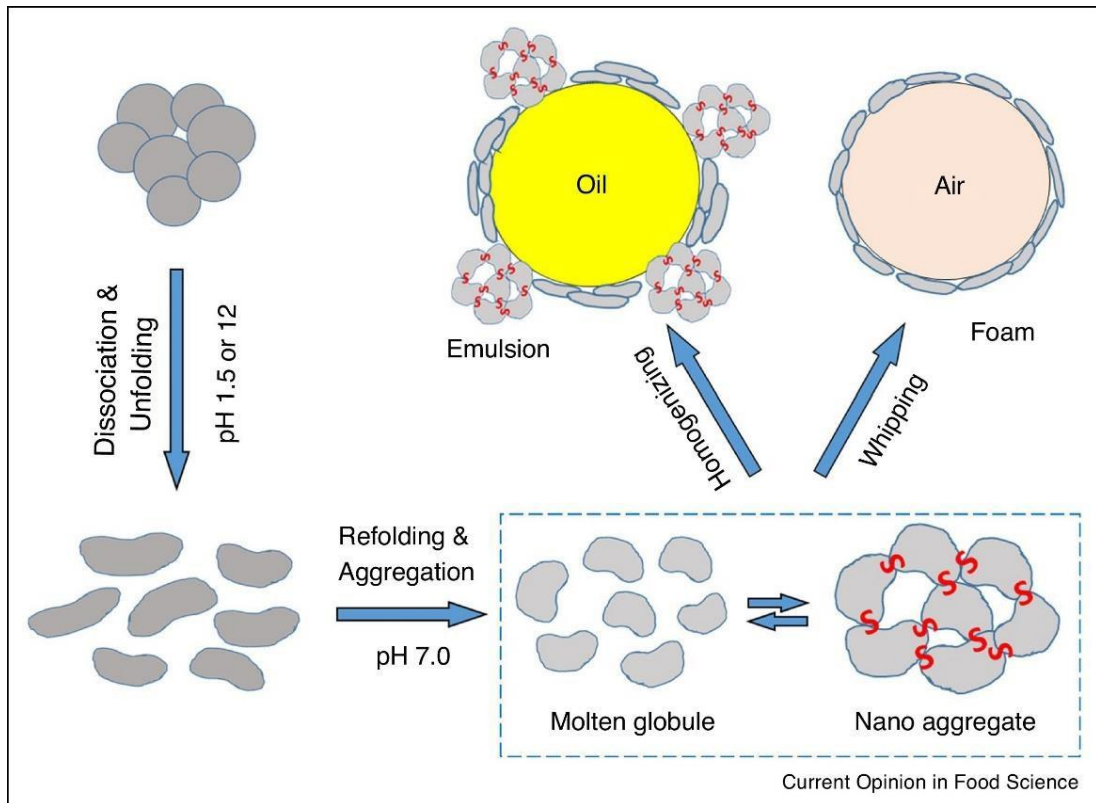 Oil
Air
Emulsion
Foam
Dissociation &
Unfolding
pH 1.5 or 12
Homogenizing
Whipping
Refolding &
Aggregation
pH 7.0
Molten globule
Nano aggregate
S S S S S S S S S S
Current Opinion in Food Science